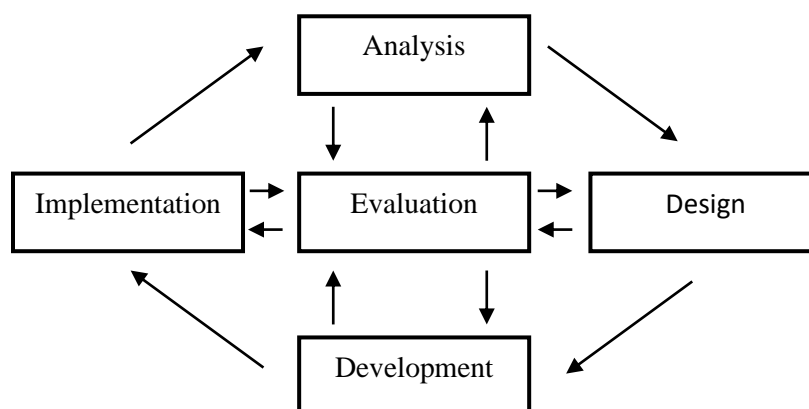 Analysis
Implementation
Evaluation
Design
Development